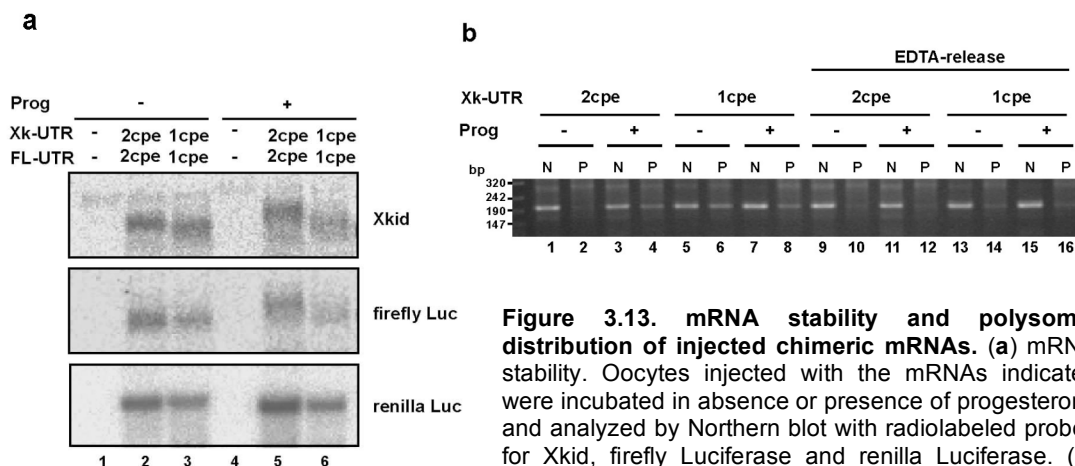 a
Prog - +
Xk-UTR - 2cpe 1cpe - 2cpe 1cpe
FL-UTR - 2cpe 1cpe - 2cpe 1cpe
Xkid
firefly Luc
renilla Luc
1 2 3 4 5 6
b
EDTA-release
Xk-UTR 2cpe 1cpe 2cpe 1cpe
Prog - + - + - + - +
bp N P N P N P N P N P N P N P N P
320
242
190
147
1 2 3 4 5 6 7 8 9 10 11 12 13 14 15 16
Figure 3.13. mRNA stability and polysom
distribution of injected chimeric mRNAs. (a) mRN
stability. Oocytes injected with the mRNAs indicate
were incubated in absence or presence of progesteron
and analyzed by Northern blot with radiolabeled probe
for Xkid, firefly Luciferase and renilla Luciferase. (